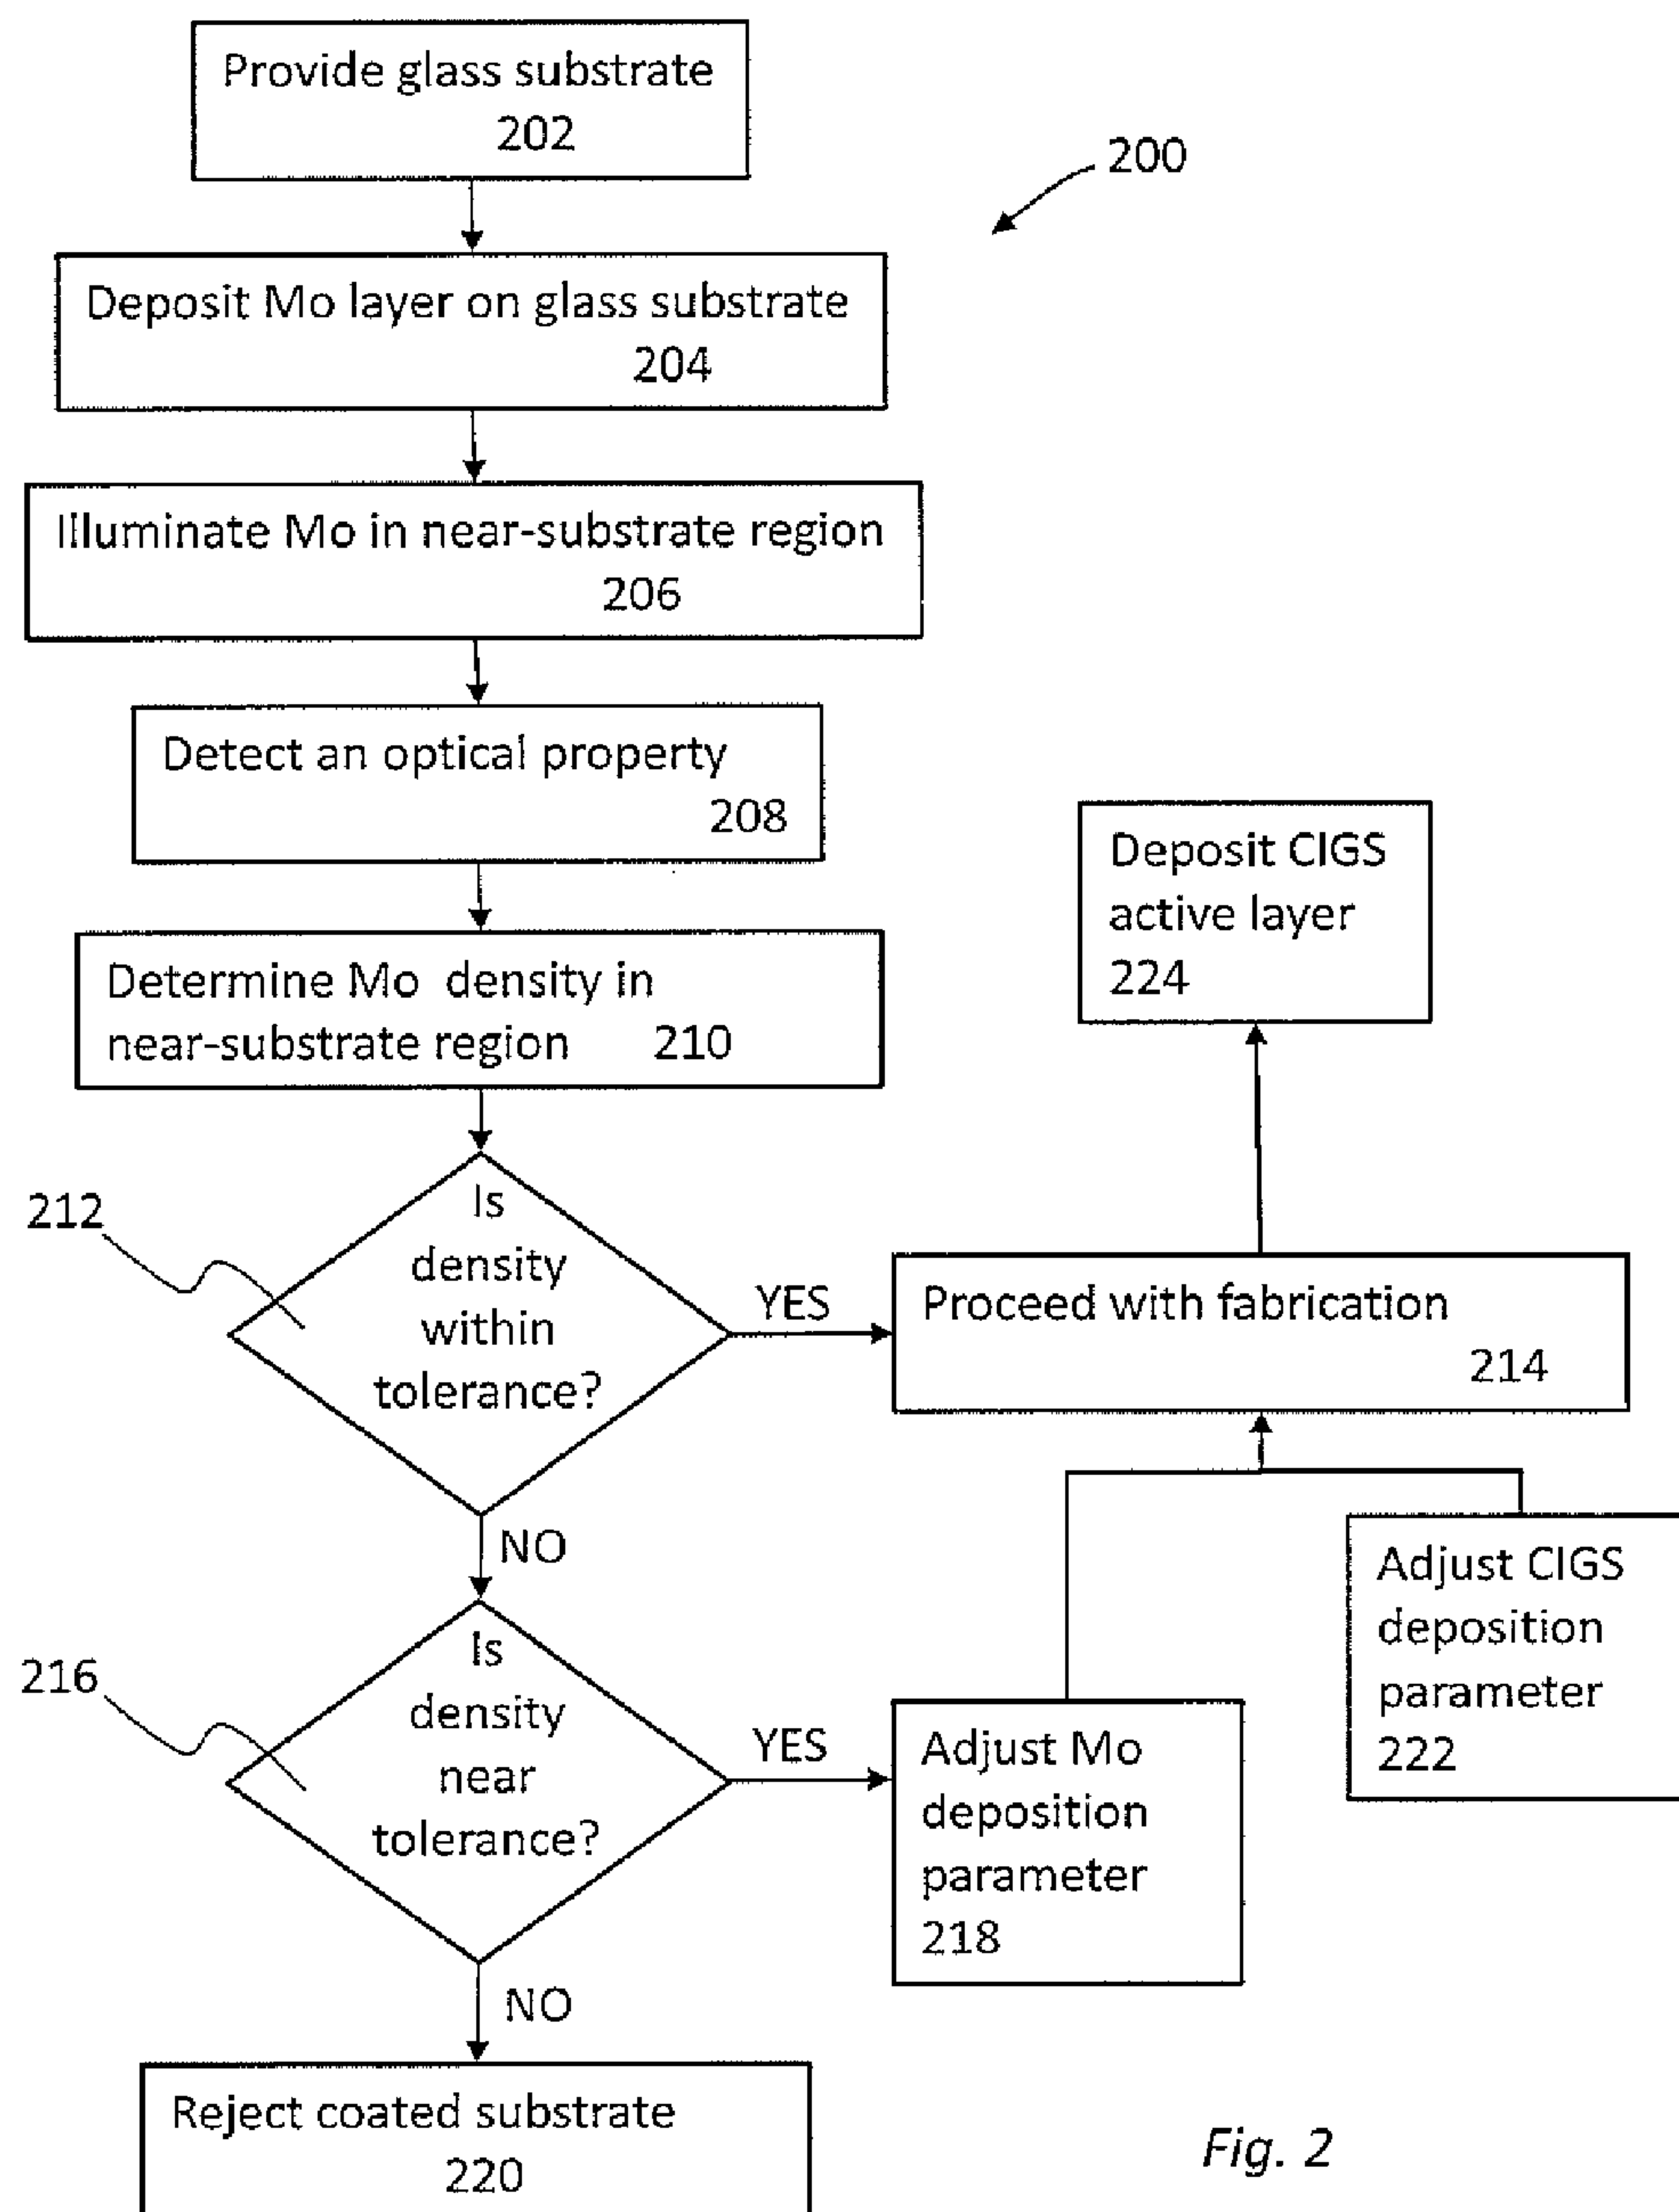 Provide glass substrate
202
200
Deposit Mo layer on glass substrate
204
Illuminate Mo in near-substrate region
206
Detect an optical property
208
Deposit CIGS
active layer
224
Determine Mo density in
near-substrate region 210
212
Is
density
within
tolerance?
YES
Proceed with fabrication
214
NO
216
Is
density
near
tolerance?
YES
Adjust Mo
deposition
parameter
218
Adjust CIGS
deposition
parameter
222
NO
Reject coated substrate
220
Fig. 2